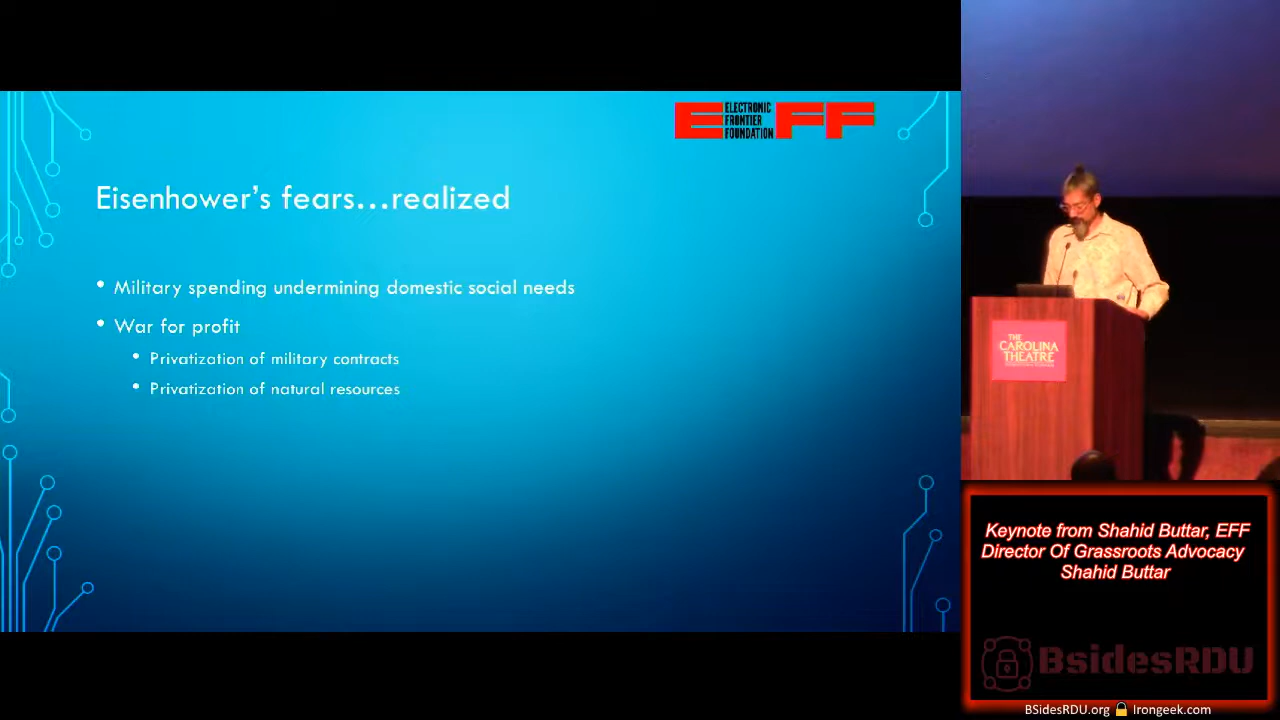 ELECTRONIC
FRONTIER
FOUNDATION
EFF
Eisenhower's fears...realized
• Military spending undermining domestic social needs
• War for profit
• Privatization of military contracts
• Privatization of natural resources
THE
CAROLINA
THEATRE
Keynote from Shahid Buttar, EFF
Director Of Grassroots Advocacy
Shahid Buttar
BsidesRDU
BSidesRDU.org 🔒 Irongeek.com